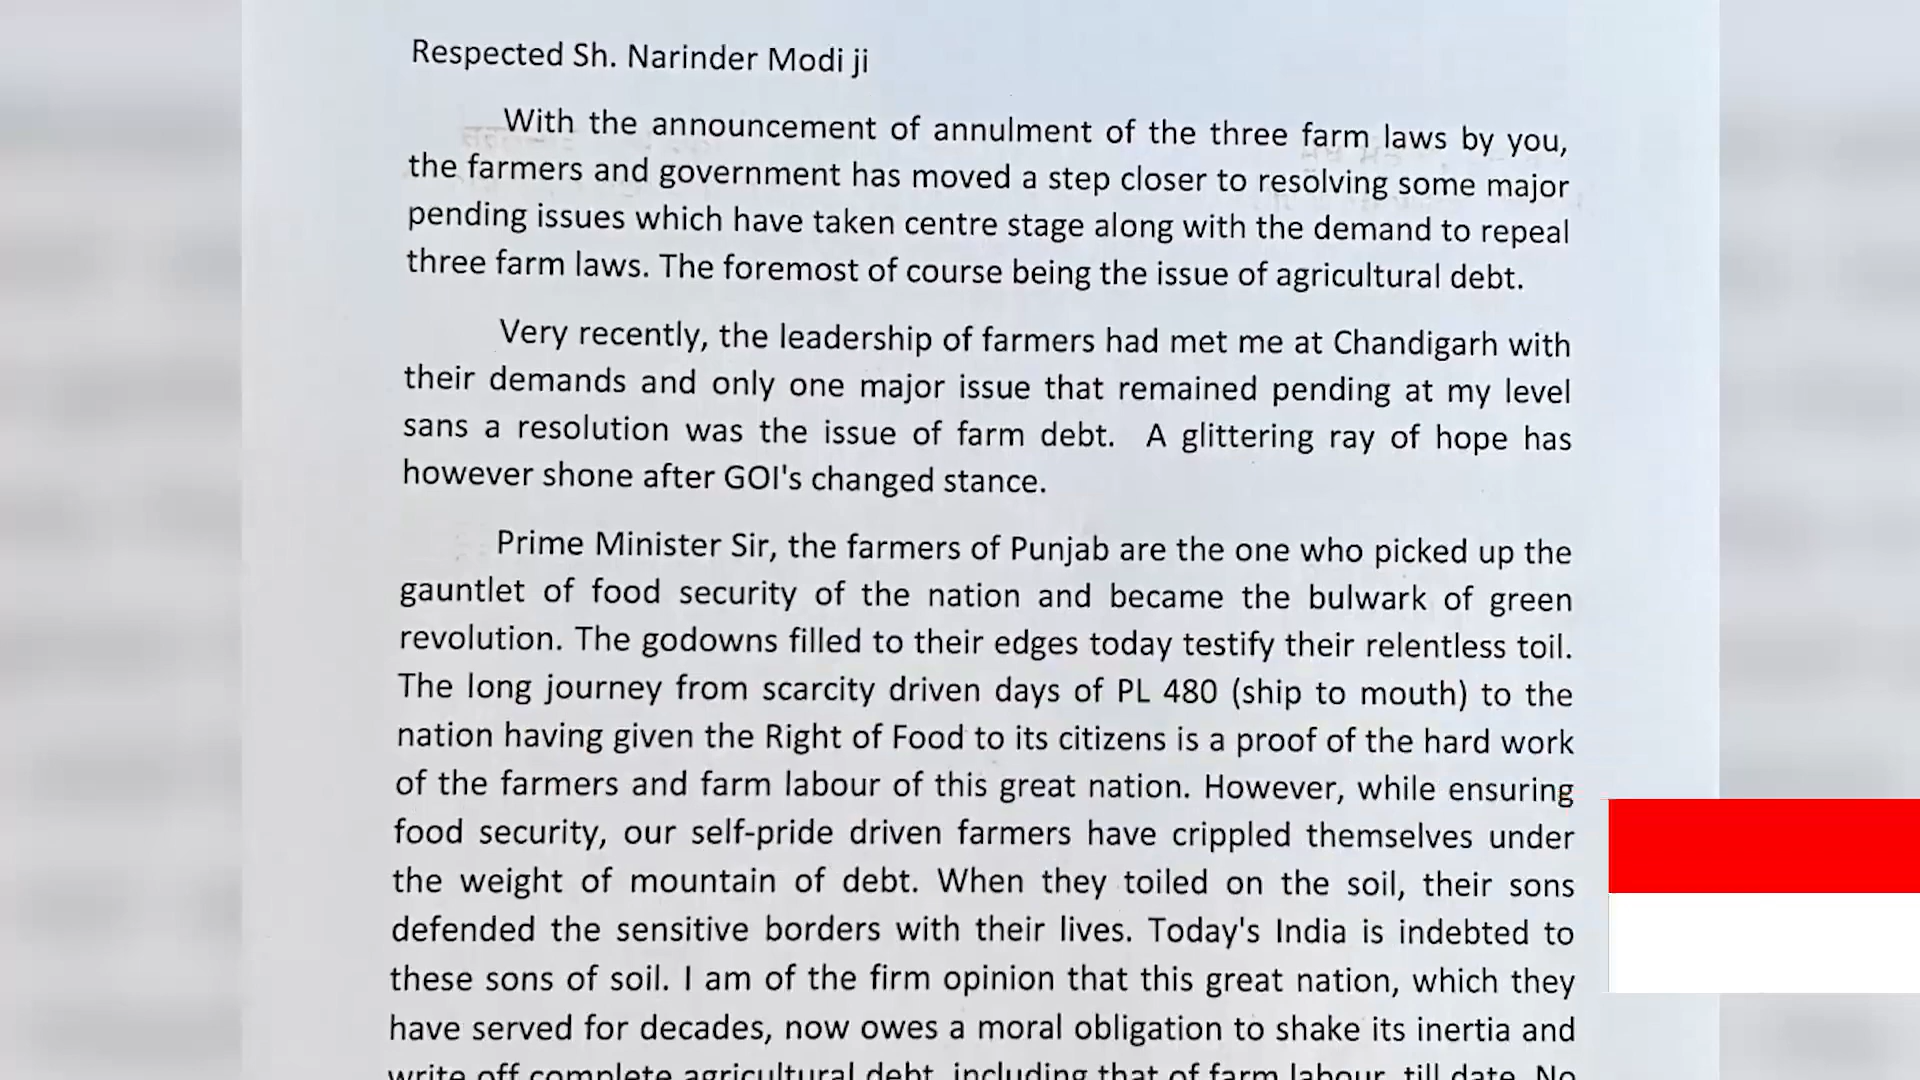 Respected Sh. Narinder Modi ji
With the announcement of annulment of the three farm laws by you,
the farmers and government has moved a step closer to resolving some major
pending issues which have taken centre stage along with the demand to repeal
three farm laws. The foremost of course being the issue of agricultural debt.
Very recently, the leadership of farmers had met me at Chandigarh with
their demands and only one major issue that remained pending at my level
sans a resolution was the issue of farm debt. A glittering ray of hope has
however shone after GOI's changed stance.
Prime Minister Sir, the farmers of Punjab are the one who picked up the
gauntlet of food security of the nation and became the bulwark of green
revolution. The godowns filled to their edges today testify their relentless toil.
The long journey from scarcity driven days of PL 480 (ship to mouth) to the
nation having given the Right of Food to its citizens is a proof of the hard work
of the farmers and farm labour of this great nation. However, while ensuring
food security, our self-pride driven farmers have crippled themselves under
the weight of mountain of debt. When they toiled on the soil, their sons
defended the sensitive borders with their lives. Today's India is indebted to
these sons of soil. I am of the firm opinion that this great nation, which they
have served for decades, now owes a moral obligation to shake its inertia and
write off complete agricultural debt, including that of farm labour, till date. No